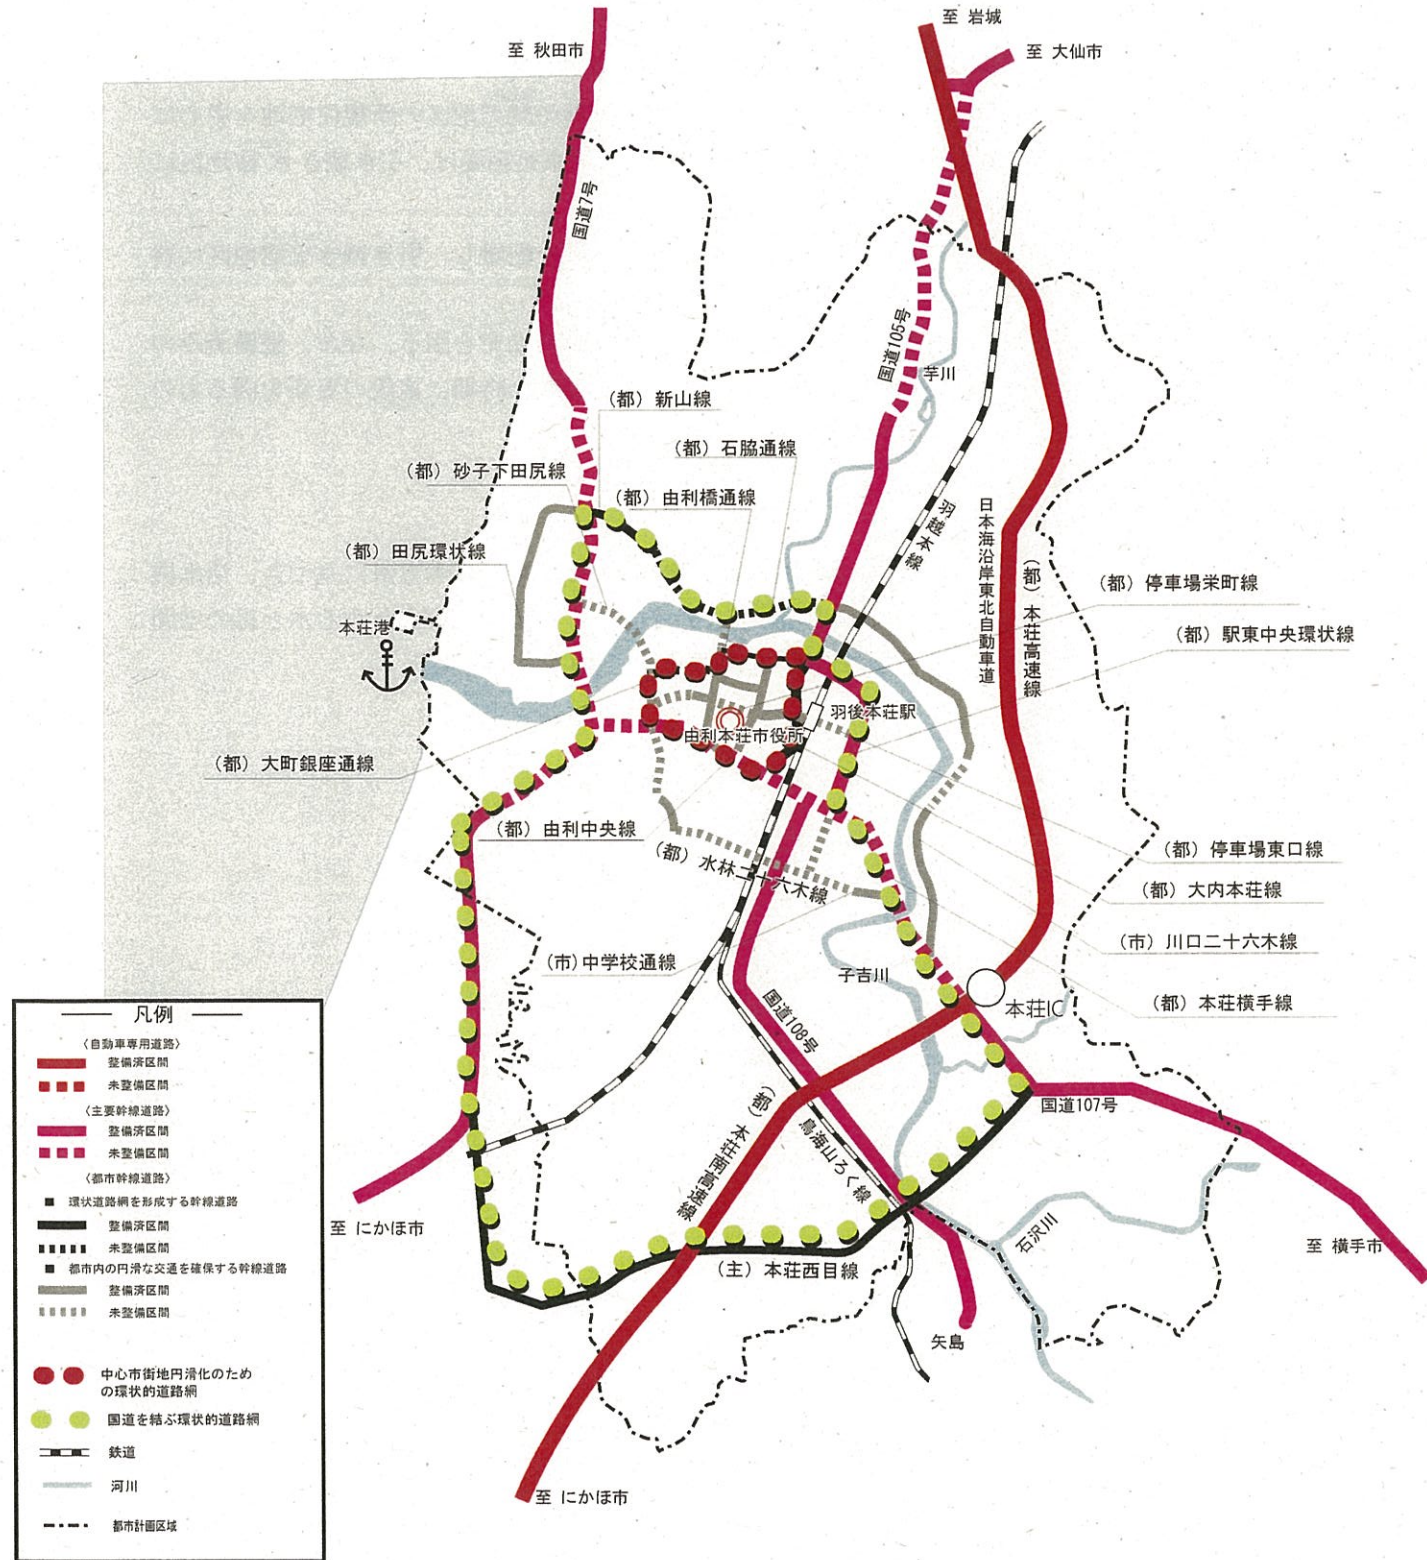 至 岩城
至 秋田市
至 大仙市
国道7号
国道105号
芋川
(都) 新山線
(都) 石脇通線
(都) 砂子下田尻線
(都) 由利橋通線
羽越本線
日本海沿岸東北自動車道
(都) 本荘高速線
(都) 田尻環状線
(都) 停車場栄町線
本荘港
(都) 駅東中央環状線
羽後本荘駅
由利本荘市役所
(都) 大町銀座通線
(都) 由利中央線
(都) 水林二十六木線
(都) 停車場東口線
(都) 大内本荘線
(市) 川口二十六木線
(市) 中学校通線
子吉川
(都) 本荘横手線
本荘IC
国道108号
国道107号
(都) 本荘南高速線
鳥海山ろく線
至 にかほ市
石沢川
至 横手市
(主) 本荘西目線
矢島
至 にかほ市
凡例
〈自動車専用道路〉
整備済区間
未整備区間
〈主要幹線道路〉
整備済区間
未整備区間
〈都市幹線道路〉
■ 環状道路網を形成する幹線道路
整備済区間
未整備区間
■ 都市内の円滑な交通を確保する幹線道路
整備済区間
未整備区間
中心市街地円滑化のため
の環状的道路網
国道を結ぶ環状的道路網
鉄道
河川
都市計画区域